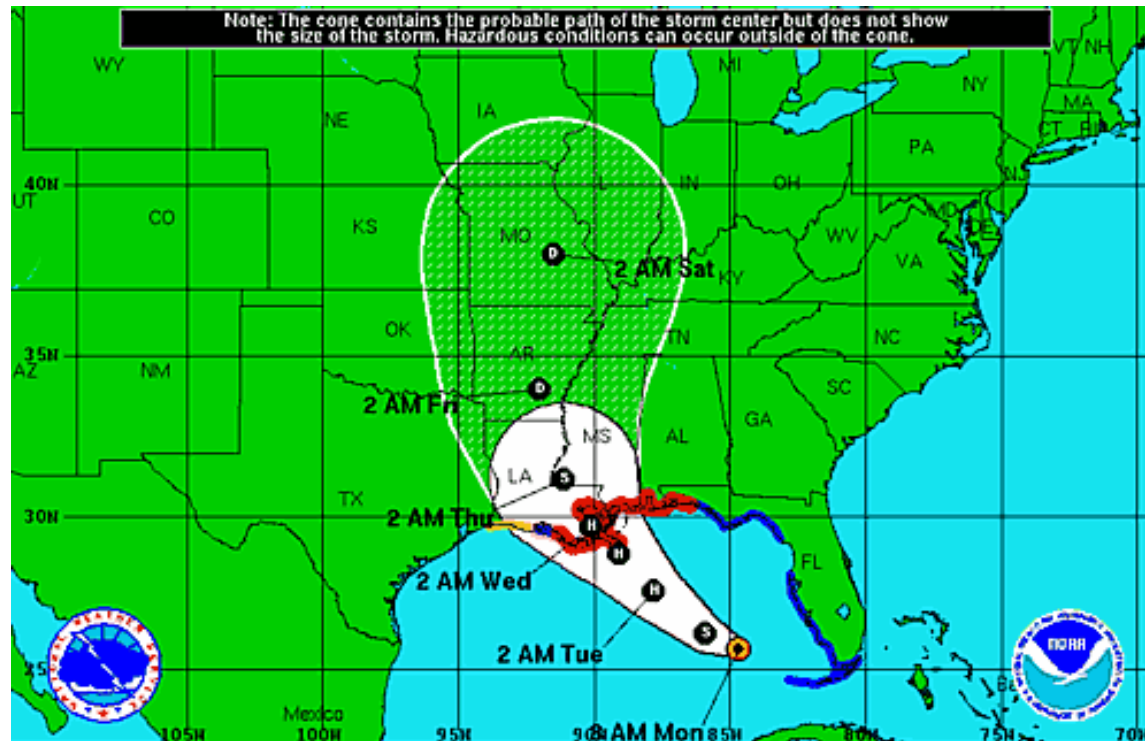 Note: The cone contains the probable path of the storm center but does not show
the size of the storm. Hazardous conditions can occur outside of the cone.
WY
IA
MI
VT NH
NE
NY
MA
CT RI
PA
NJ
40N
UT
CO
KS
MO
IL
IN
OH
MD
DE
WV
VA
2 AM Sat
KY
OK
AR
TN
NC
35N
AZ
NM
SC
2 AM Fri
MS
AL
GA
LA
TX
30N
2 AM Thu
2 AM Wed
FL
2 AM Tue
25N
NOAA
Mexico
2 AM Mon
105W
100W
95W
85W
80W
75W
D
D
S
H
H
H
S